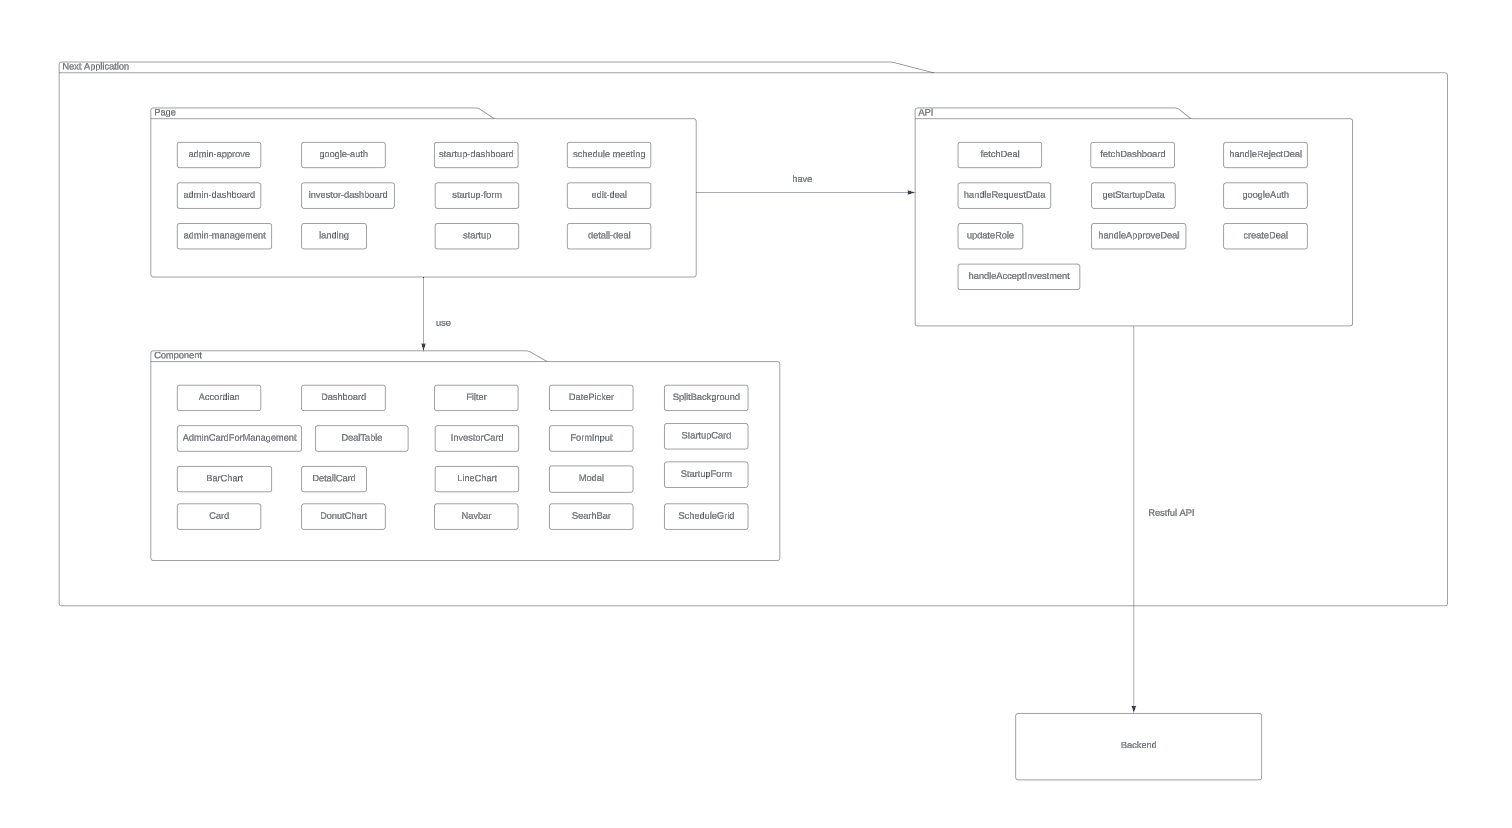 Next Application
Page
admin-approve
google-auth
startup-dashboard
schedule meeting
admin-dashboard
investor-dashboard
startup-form
edit-deal
admin-management
landing
startup
detail-deal
have
API
fetchDeal
fetchDashboard
handleRejectDeal
handleRequestData
getStartupData
googleAuth
updateRole
handleApproveDeal
createDeal
handleAcceptInvestment
use
Component
Accordian
Dashboard
Filter
DatePicker
SplitBackground
AdminCardForManagement
DealTable
InvestorCard
FormInput
StartupCard
BarChart
DetailCard
LineChart
Modal
StartupForm
Card
DonutChart
Navbar
SearhBar
ScheduleGrid
Restful API
Backend